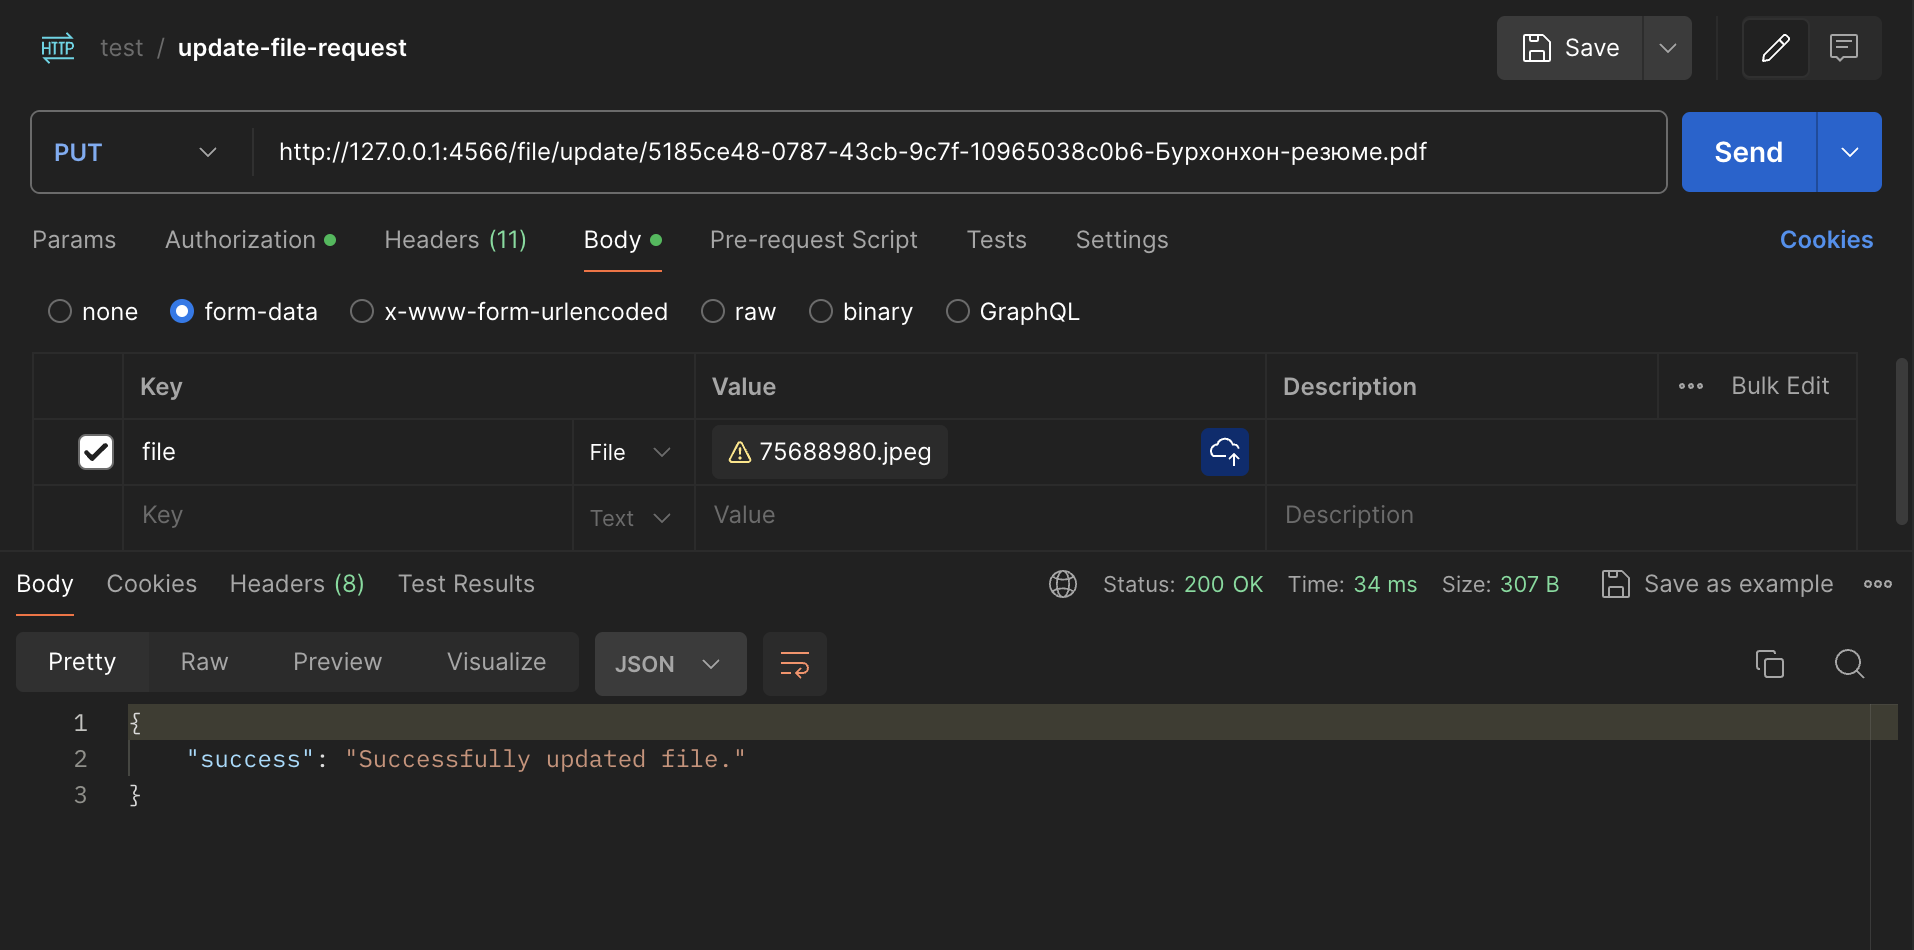 HTTP test / update-file-request Save
PUT http://127.0.0.1:4566/file/update/5185ce48-0787-43cb-9c7f-10965038c0b6-Бурхонхон-резюме.pdf Send
Params Authorization Headers (11) Body Pre-request Script Tests Settings Cookies
none form-data x-www-form-urlencoded raw binary GraphQL
Key Value Description Bulk Edit
file File 75688980.jpeg
Key Text Value Description
Body Cookies Headers (8) Test Results Status: 200 OK Time: 34 ms Size: 307 B Save as example
Pretty Raw Preview Visualize JSON
1 {
2 "success": "Successfully updated file."
3 }